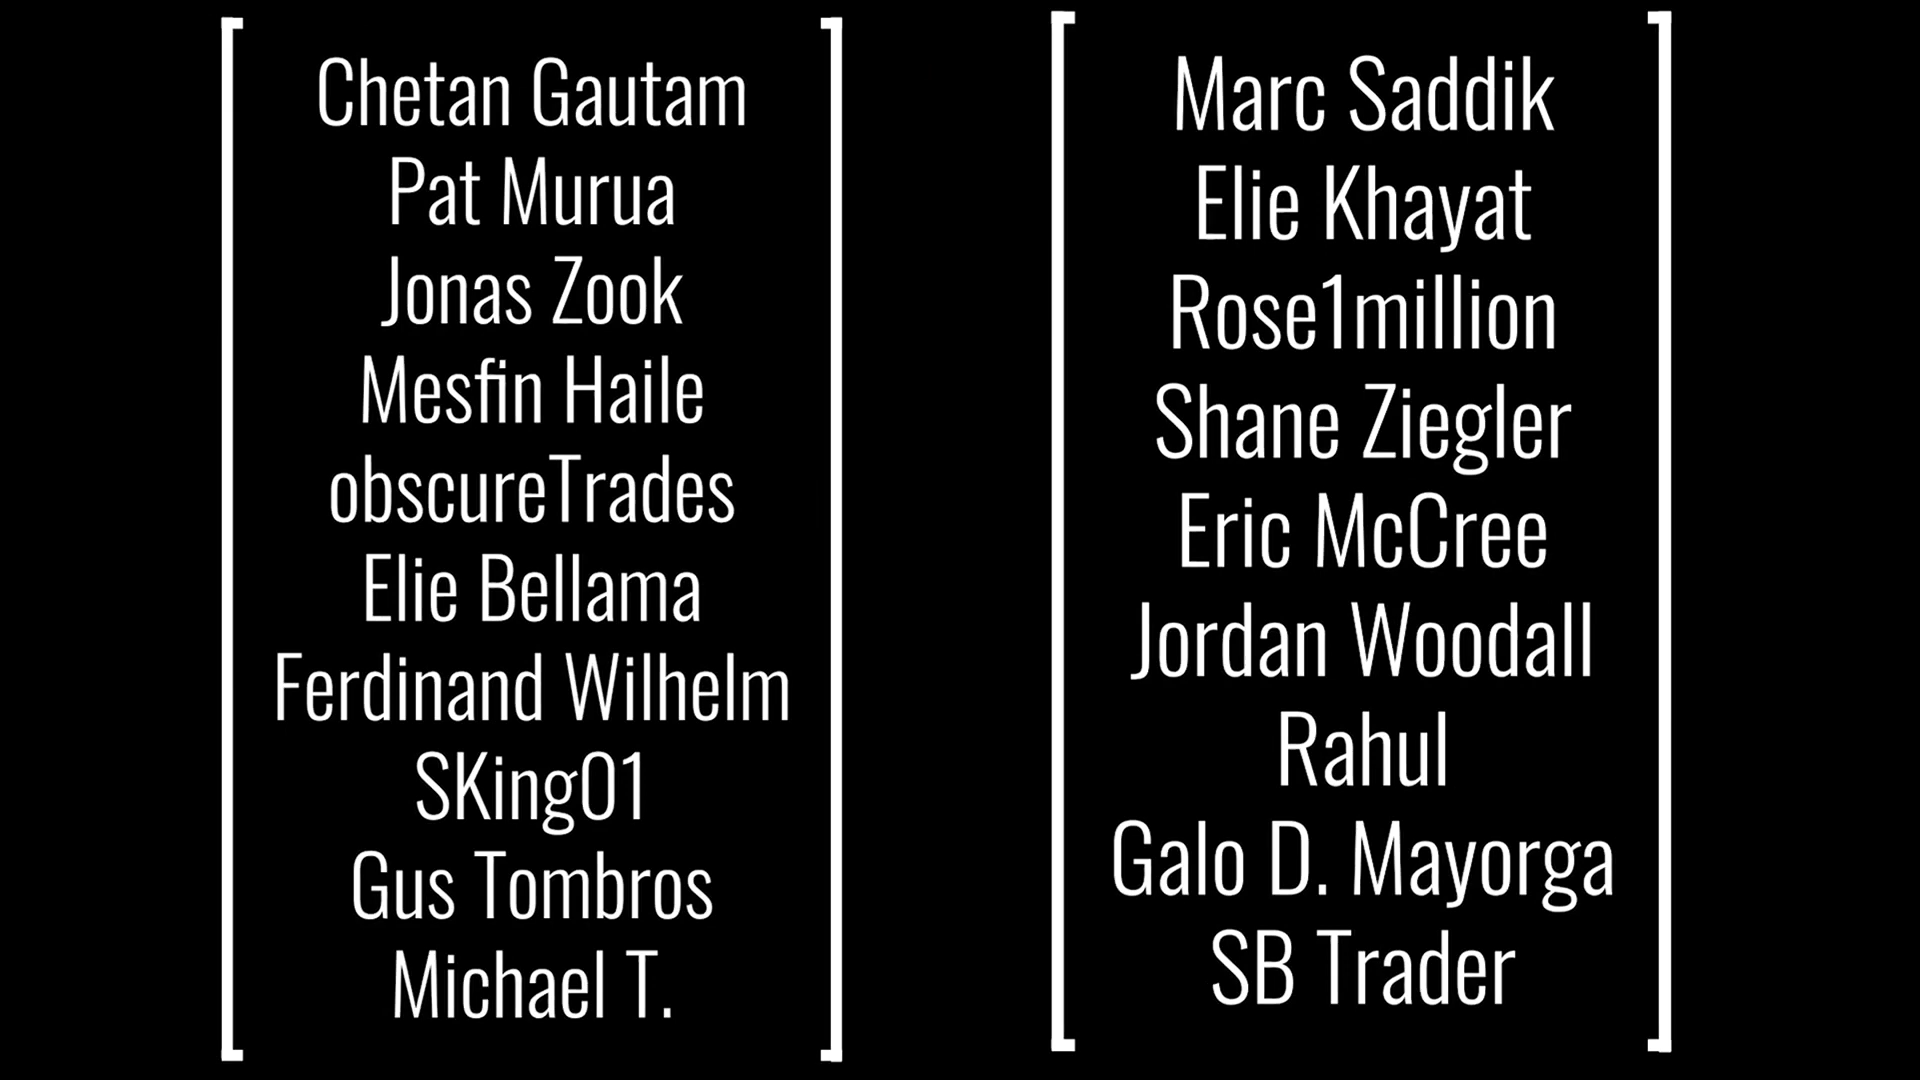 Chetan Gautam
Pat Murua
Jonas Zook
Mesfin Haile
obscureTrades
Elie Bellama
Ferdinand Wilhelm
SKing01
Gus Tombros
Michael T.
Marc Saddik
Elie Khayat
Rose1million
Shane Ziegler
Eric McCree
Jordan Woodall
Rahul
Galo D. Mayorga
SB Trader